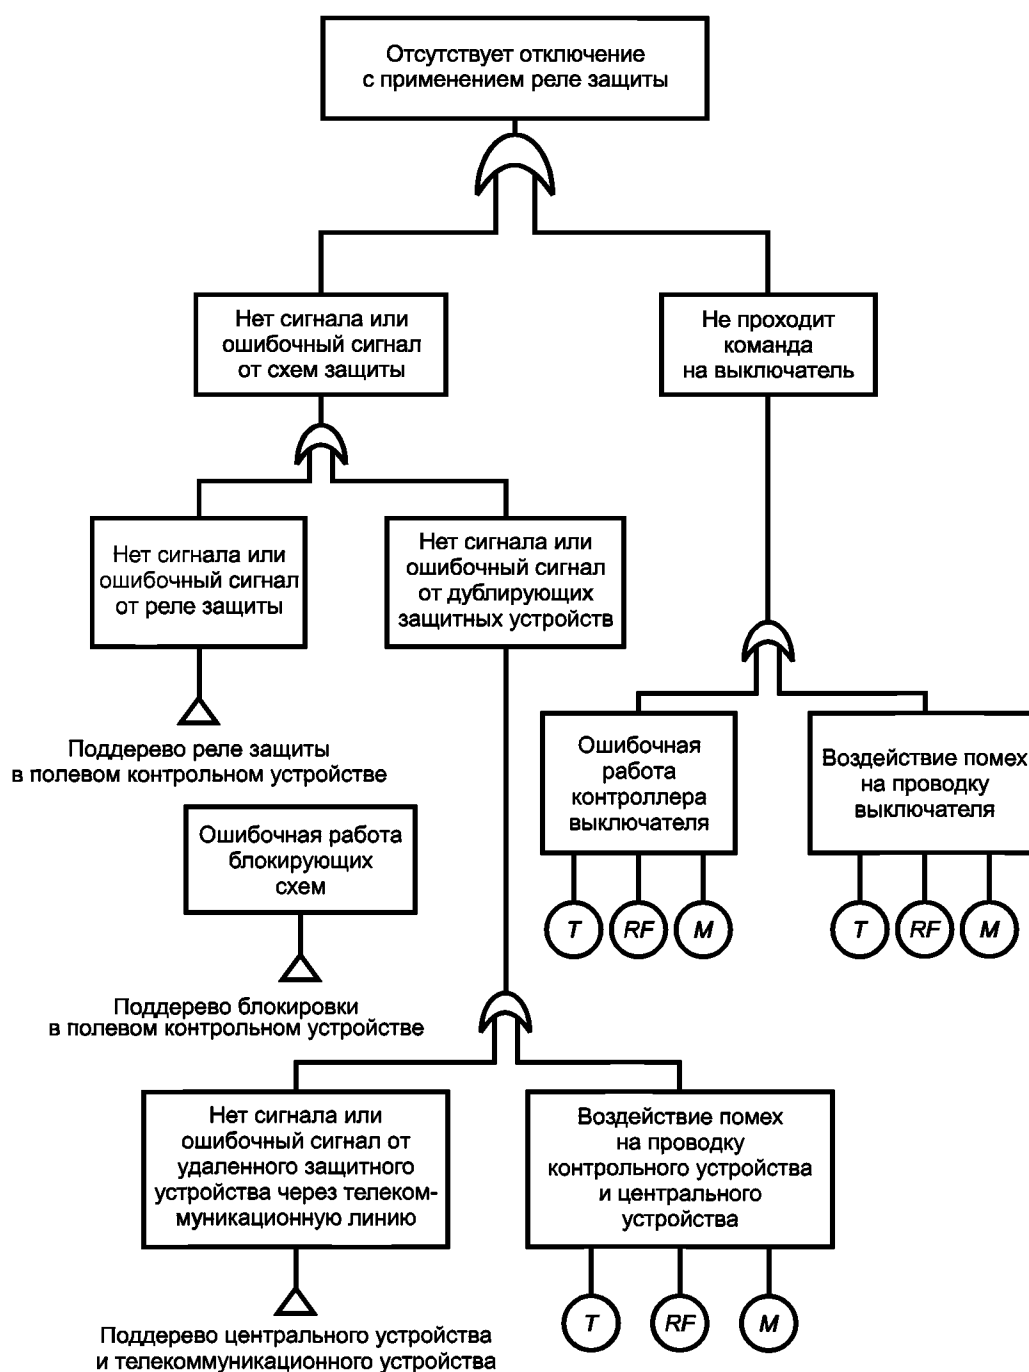 Отсутствует отключение
с применением реле защиты
Нет сигнала или
ошибочный сигнал
от схем защиты
Не проходит
команда
на выключатель
Нет сигнала или
ошибочный сигнал
от реле защиты
Нет сигнала или
ошибочный сигнал
от дублирующих
защитных устройств
Поддерево реле защиты
в полевом контрольном устройстве
Ошибочная
работа
контроллера
выключателя
Воздействие помех
на проводку
выключателя
T RF M
T RF M
Ошибочная работа
блокирующих
схем
Поддерево блокировки
в полевом контрольном устройстве
Нет сигнала или
ошибочный сигнал от
удаленного защитного
устройства через телеком-
муникационную линию
Воздействие помех
на проводку
контрольного устройства
и центрального
устройства
T RF M
Поддерево центрального устройства
и телекоммуникационного устройства